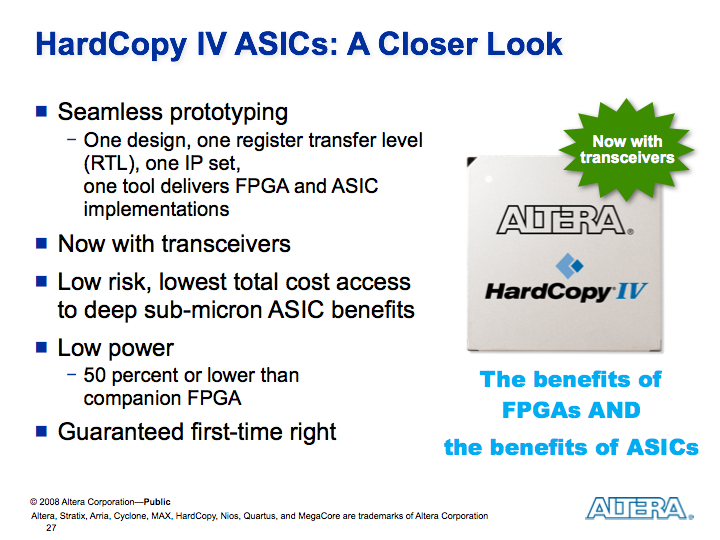 HardCopy IV ASICs: A Closer Look
■ Seamless prototyping
– One design, one register transfer level
(RTL), one IP set,
one tool delivers FPGA and ASIC
implementations
■ Now with transceivers
■ Low risk, lowest total cost access
to deep sub-micron ASIC benefits
■ Low power
– 50 percent or lower than
companion FPGA
■ Guaranteed first-time right
Now with
transceivers
ALTERA®
HardCopy® IV
The benefits of
FPGAs AND
the benefits of ASICs
© 2008 Altera Corporation—Public
Altera, Stratix, Arria, Cyclone, MAX, HardCopy, Nios, Quartus, and MegaCore are trademarks of Altera Corporation
27
ALTERA®